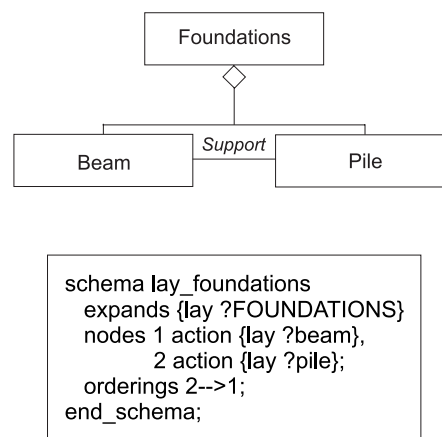 Foundations
Support
Beam
Pile
schema lay_foundations
expands {lay ?FOUNDATIONS}
nodes 1 action {lay ?beam},
2 action {lay ?pile};
orderings 2-->1;
end_schema;